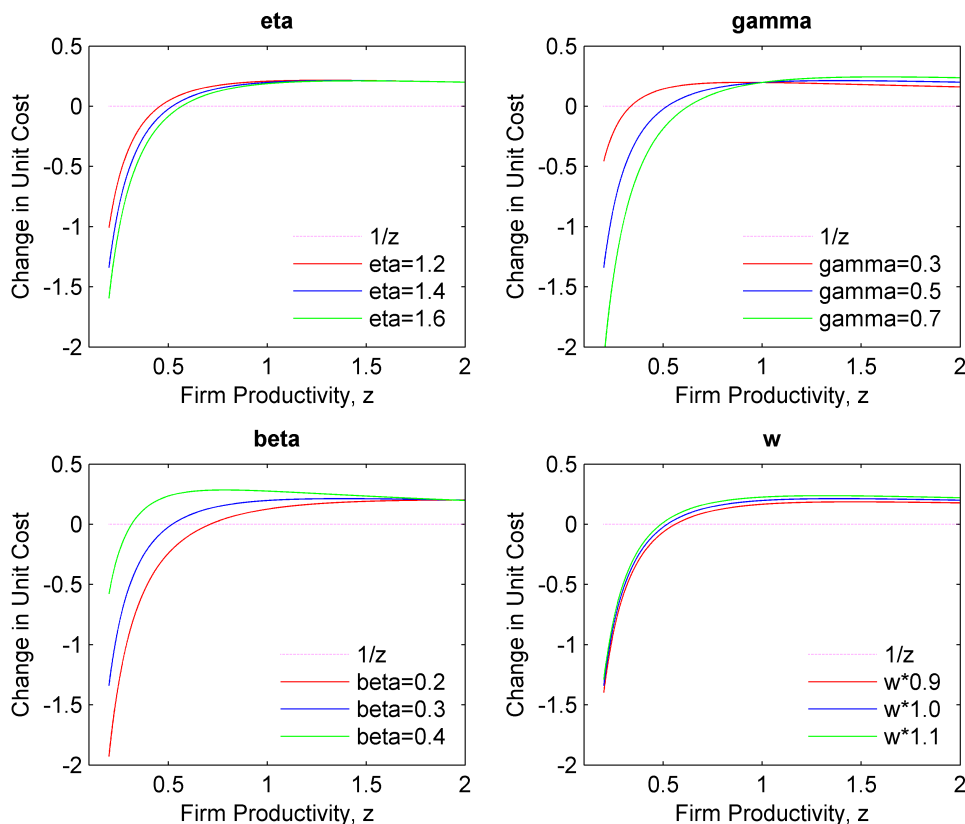 eta
0.5
0
-0.5
-1
-1.5
-2
Change in Unit Cost
1/z
eta=1.2
eta=1.4
eta=1.6
0.5
1
1.5
2
Firm Productivity, z
gamma
0.5
0
-0.5
-1
-1.5
-2
Change in Unit Cost
1/z
gamma=0.3
gamma=0.5
gamma=0.7
0.5
1
1.5
2
Firm Productivity, z
beta
0.5
0
-0.5
-1
-1.5
-2
Change in Unit Cost
1/z
beta=0.2
beta=0.3
beta=0.4
0.5
1
1.5
2
Firm Productivity, z
w
0.5
0
-0.5
-1
-1.5
-2
Change in Unit Cost
1/z
w*0.9
w*1.0
w*1.1
0.5
1
1.5
2
Firm Productivity, z